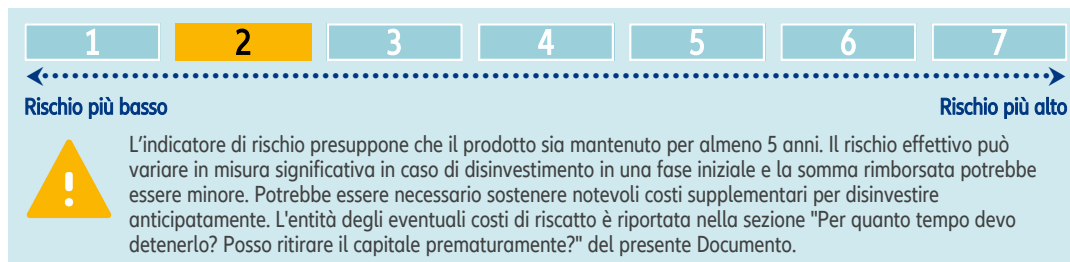 1 2 3 4 5 6 7
Rischio più basso Rischio più alto
L'indicatore di rischio presuppone che il prodotto sia mantenuto per almeno 5 anni. Il rischio effettivo può
variare in misura significativa in caso di disinvestimento in una fase iniziale e la somma rimborsata potrebbe
essere minore. Potrebbe essere necessario sostenere notevoli costi supplementari per disinvestire
anticipatamente. L'entità degli eventuali costi di riscatto è riportata nella sezione "Per quanto tempo devo
detenerlo? Posso ritirare il capitale prematuramente?" del presente Documento.